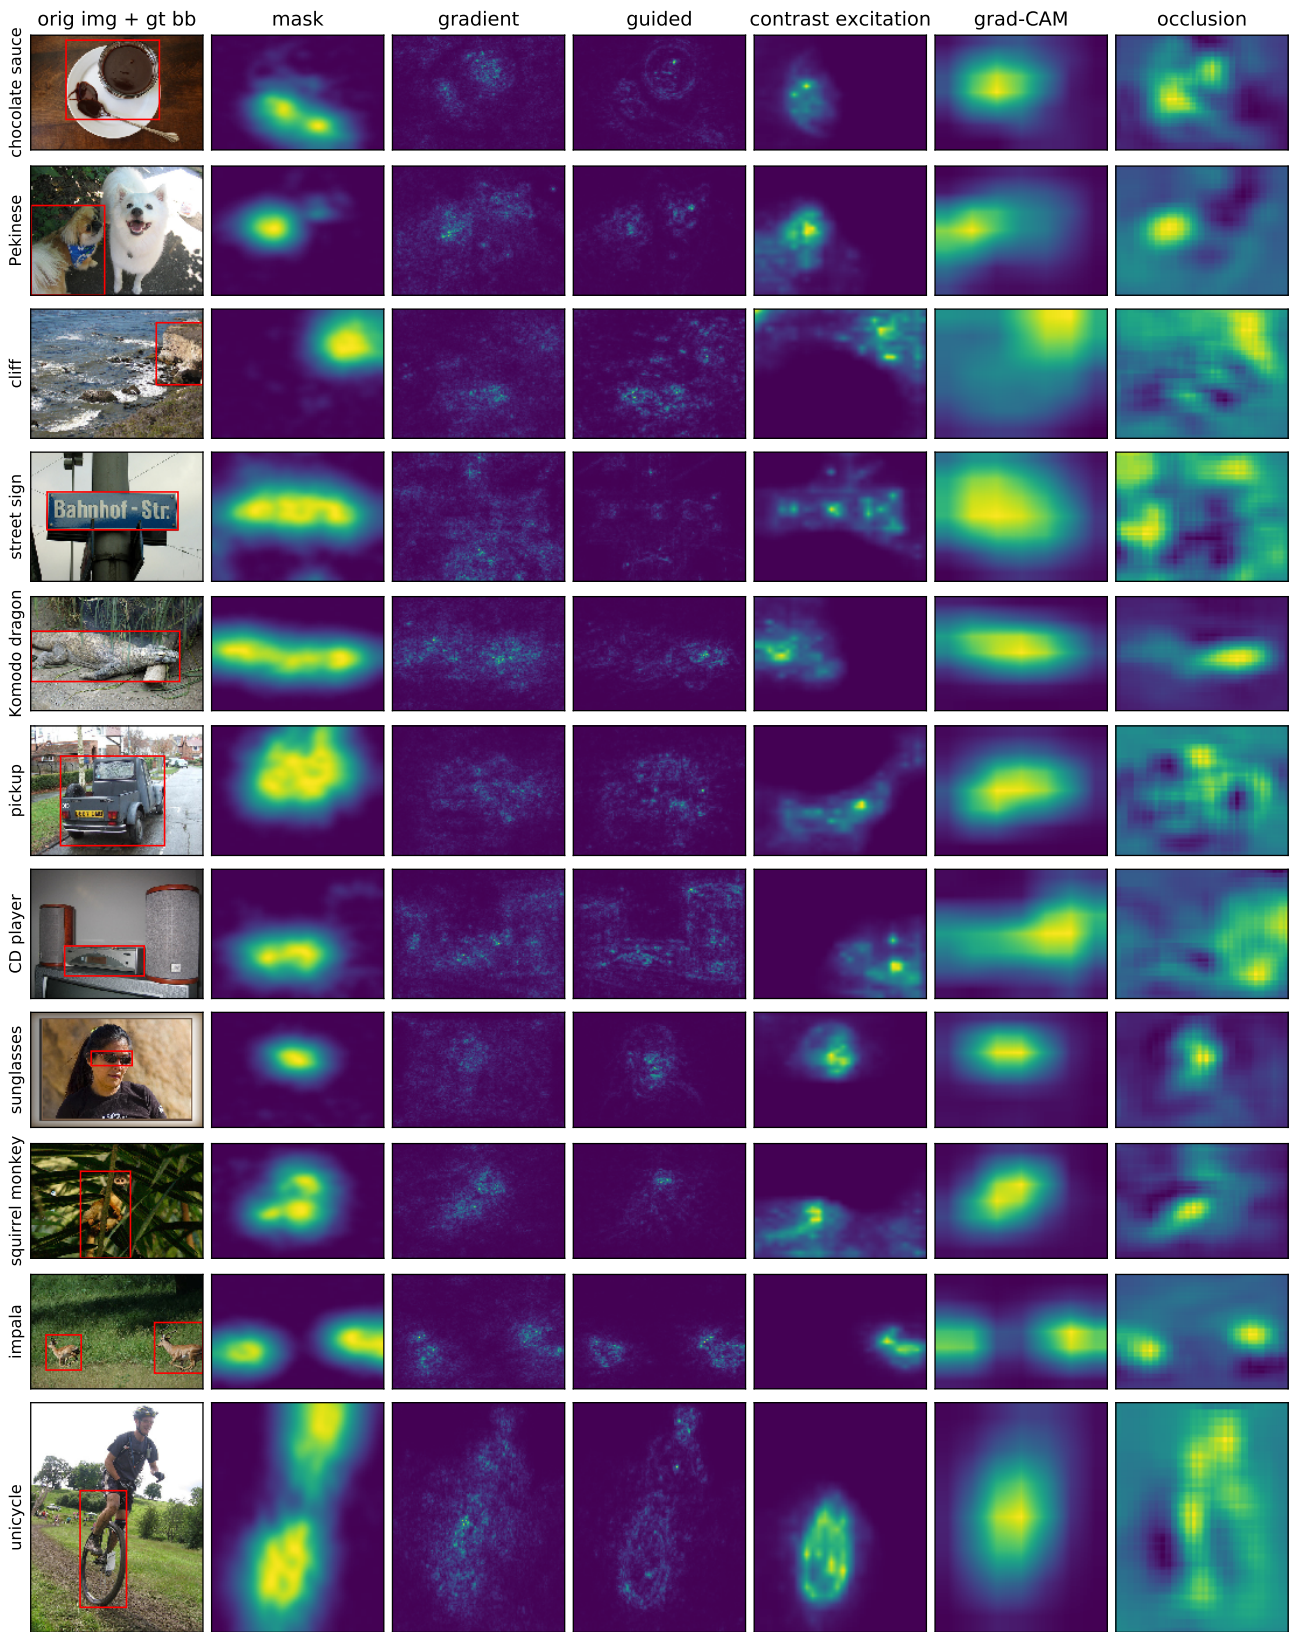 orig img + gt bb mask gradient guided contrast excitation grad-CAM occlusion
chocolate sauce
Pekinese
cliff
street sign
Bahnhof - Str.
Komodo dragon
pickup
CD player
sunglasses
squirrel monkey
impala
unicycle